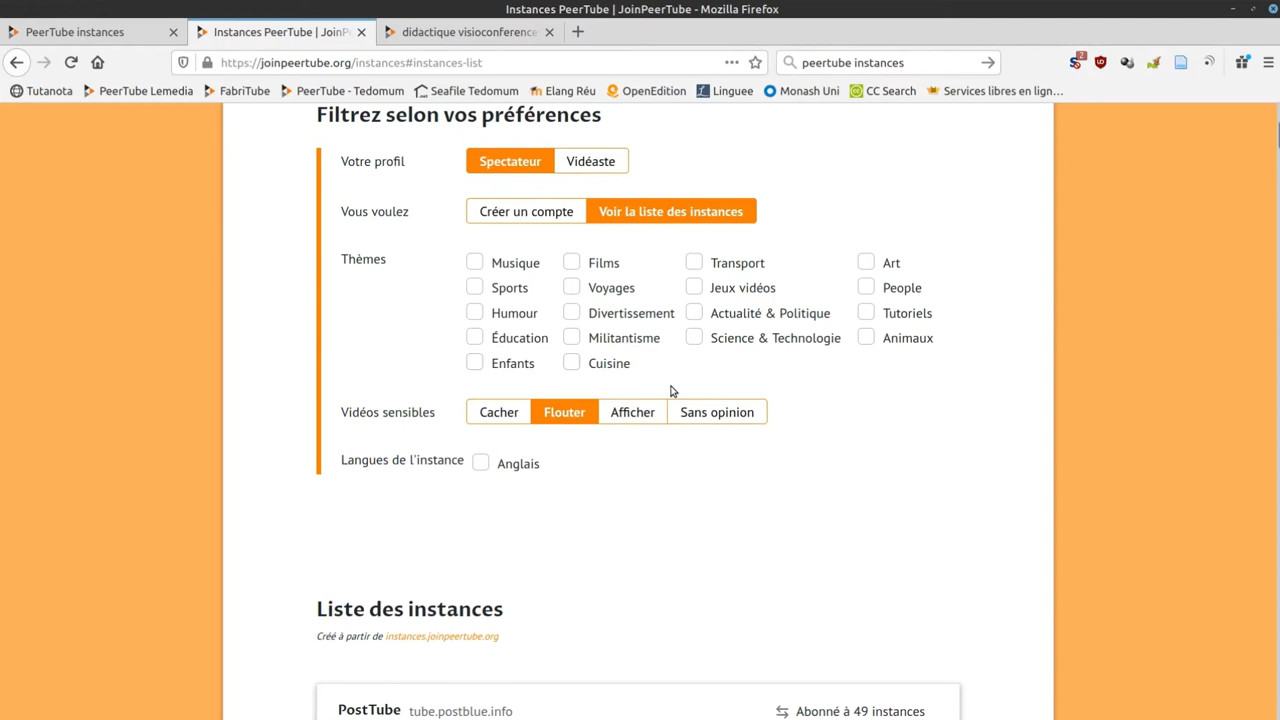 Instances PeerTube | JoinPeerTube - Mozilla Firefox
PeerTube instances
Instances PeerTube | JoinP
didactique visioconference
https://joinpeertube.org/instances#instances-list
peertube instances
2
Tutanota
PeerTube Lemedia
FabriTube
PeerTube - Tedomum
Seafile Tedomum
Elang Réu
OpenEdition
Linguee
Monash Uni
CC Search
Services libres en lign…
Filtrez selon vos préférences
Votre profil Spectateur Vidéaste
Vous voulez Créer un compte Voir la liste des instances
Thèmes Musique Films Transport Art
Sports Voyages Jeux vidéos People
Humour Divertissement Actualité & Politique Tutoriels
Éducation Militantisme Science & Technologie Animaux
Enfants Cuisine
Vidéos sensibles Cacher Flouter Afficher Sans opinion
Langues de l'instance Anglais
Liste des instances
Créé à partir de instances.joinpeertube.org
PostTube tube.postblue.info Abonné à 49 instances